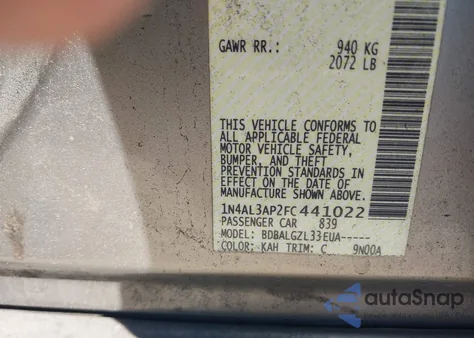 GAWR RR.: 940 KG
2072 LB
THIS VEHICLE CONFORMS TO
ALL APPLICABLE FEDERAL
MOTOR VEHICLE SAFETY,
BUMPER, AND THEFT
PREVENTION STANDARDS
IN EFFECT ON THE DATE OF
MANUFACTURE SHOWN ABOVE.
1N4AL3AP2FC441022
PASSENGER CAR 839
MODEL: BDBALGZL33EUA-----
COLOR: KAH TRIM: C 9N00A
autoSnap